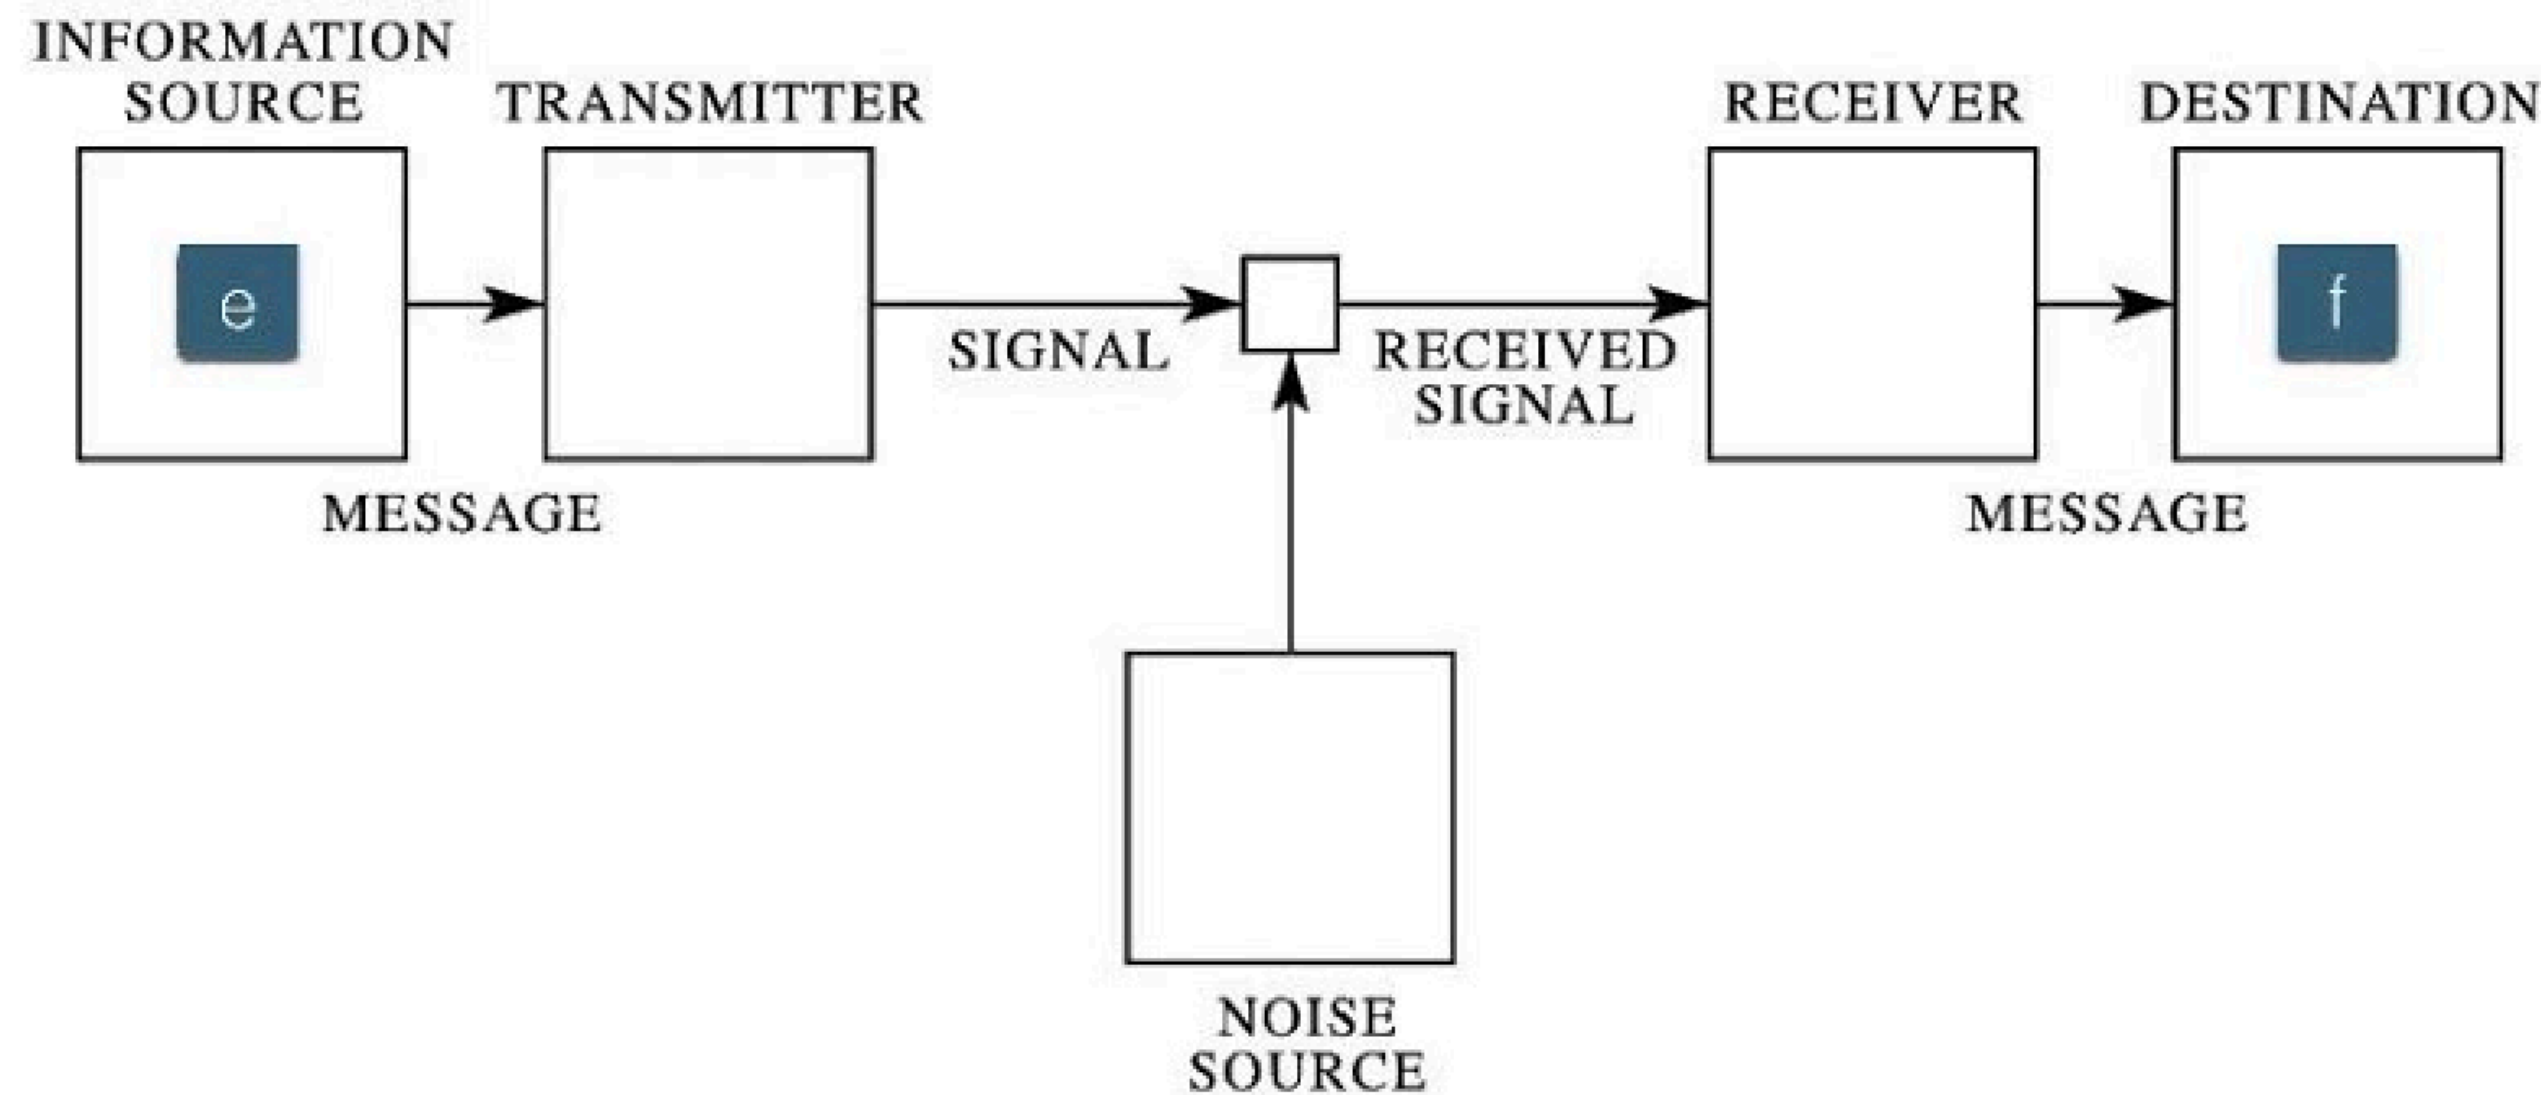 INFORMATION
SOURCE
TRANSMITTER
RECEIVER
DESTINATION
e
f
SIGNAL
RECEIVED
SIGNAL
MESSAGE
MESSAGE
NOISE
SOURCE